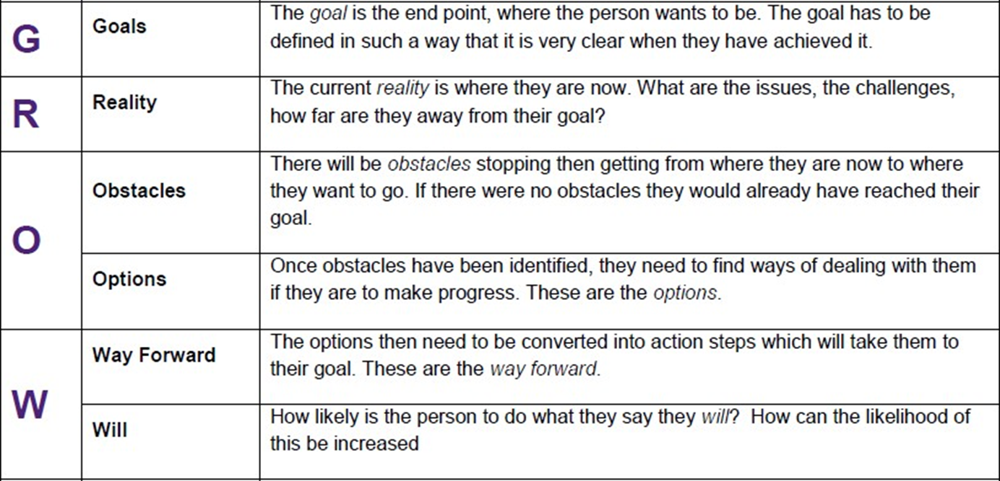 G
Goals
The goal is the end point, where the person wants to be. The goal has to be
defined in such a way that it is very clear when they have achieved it.
R
Reality
The current reality is where they are now. What are the issues, the challenges,
how far are they away from their goal?
O
Obstacles
There will be obstacles stopping then getting from where they are now to where
they want to go. If there were no obstacles they would already have reached their
goal.
Options
Once obstacles have been identified, they need to find ways of dealing with them
if they are to make progress. These are the options.
W
Way Forward
The options then need to be converted into action steps which will take them to
their goal. These are the way forward.
Will
How likely is the person to do what they say they will? How can the likelihood of
this be increased